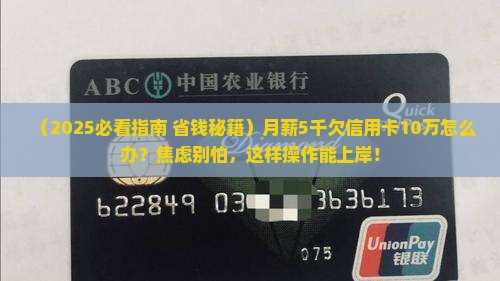 ABC 中国农业银行
Quick
（2025必看指南 省钱秘籍）月薪5千欠信用卡10万怎么
办？焦虑别怕，这样操作能上岸！
622849 03 3636173
075
UnionPay
银联